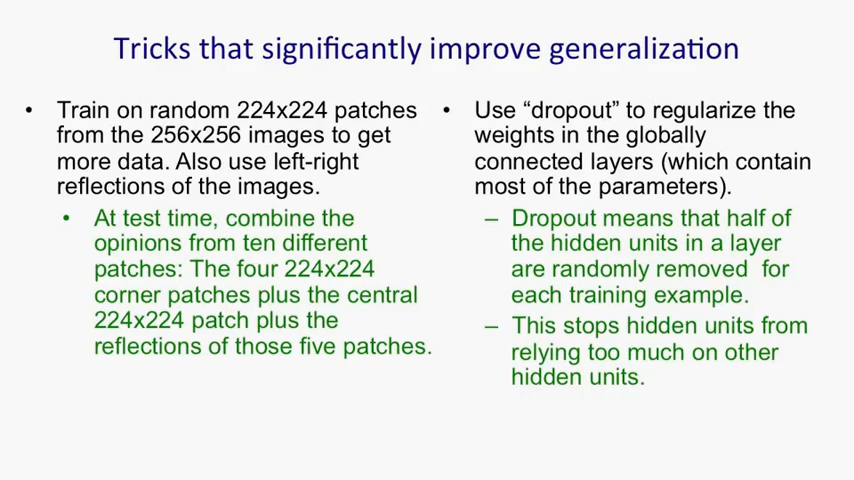 Tricks that significantly improve generalization
• Train on random 224x224 patches
from the 256x256 images to get
more data. Also use left-right
reflections of the images.
• At test time, combine the
opinions from ten different
patches: The four 224x224
corner patches plus the central
224x224 patch plus the
reflections of those five patches.
• Use “dropout” to regularize the
weights in the globally
connected layers (which contain
most of the parameters).
– Dropout means that half of
the hidden units in a layer
are randomly removed for
each training example.
– This stops hidden units from
relying too much on other
hidden units.